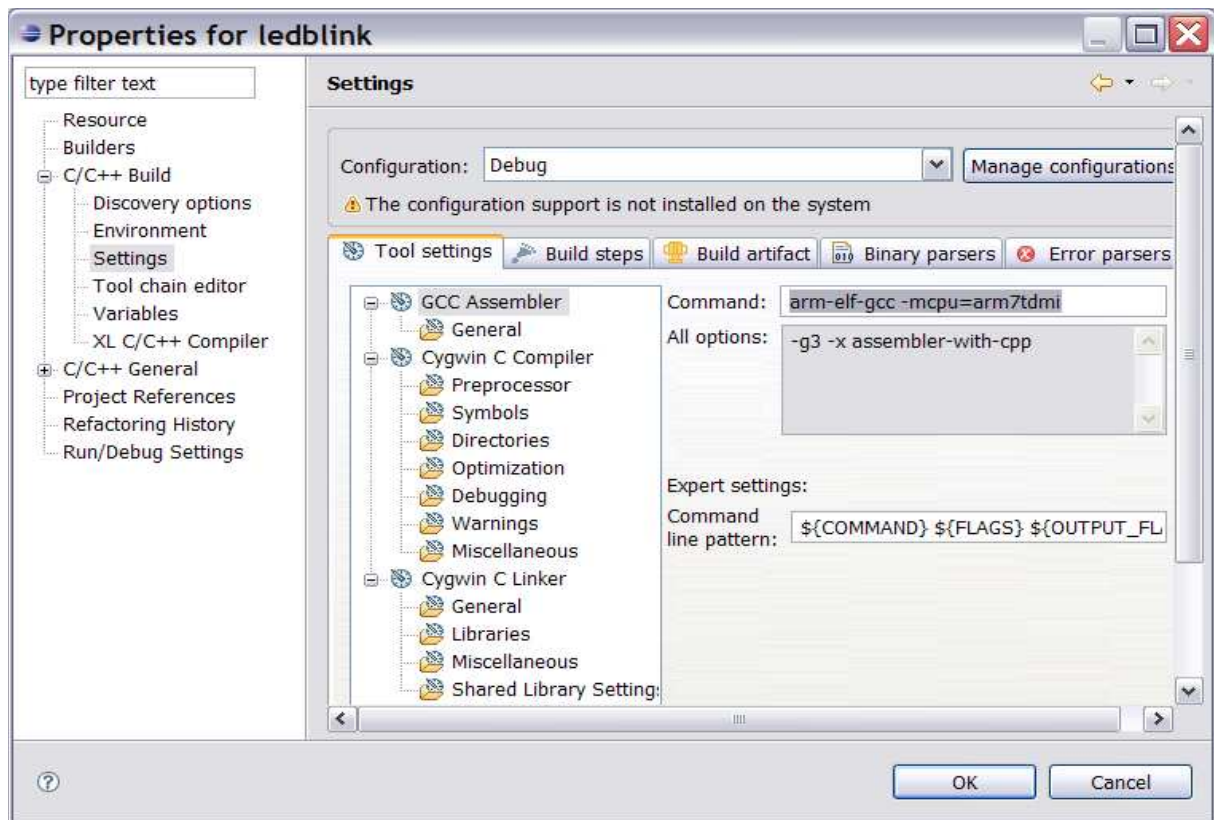 Properties for ledblink
type filter text
Resource
Builders
C/C++ Build
Discovery options
Environment
Settings
Tool chain editor
Variables
XL C/C++ Compiler
C/C++ General
Project References
Refactoring History
Run/Debug Settings
Settings
Configuration: Debug Manage configurations
The configuration support is not installed on the system
Tool settings Build steps Build artifact Binary parsers Error parsers
GCC Assembler
General
Cygwin C Compiler
Preprocessor
Symbols
Directories
Optimization
Debugging
Warnings
Miscellaneous
Cygwin C Linker
General
Libraries
Miscellaneous
Shared Library Setting
Command: arm-elf-gcc -mcpu=arm7tdmi
All options: -g3 -x assembler-with-cpp
Expert settings:
Command
line pattern: ${COMMAND} ${FLAGS} ${OUTPUT_FL
OK Cancel